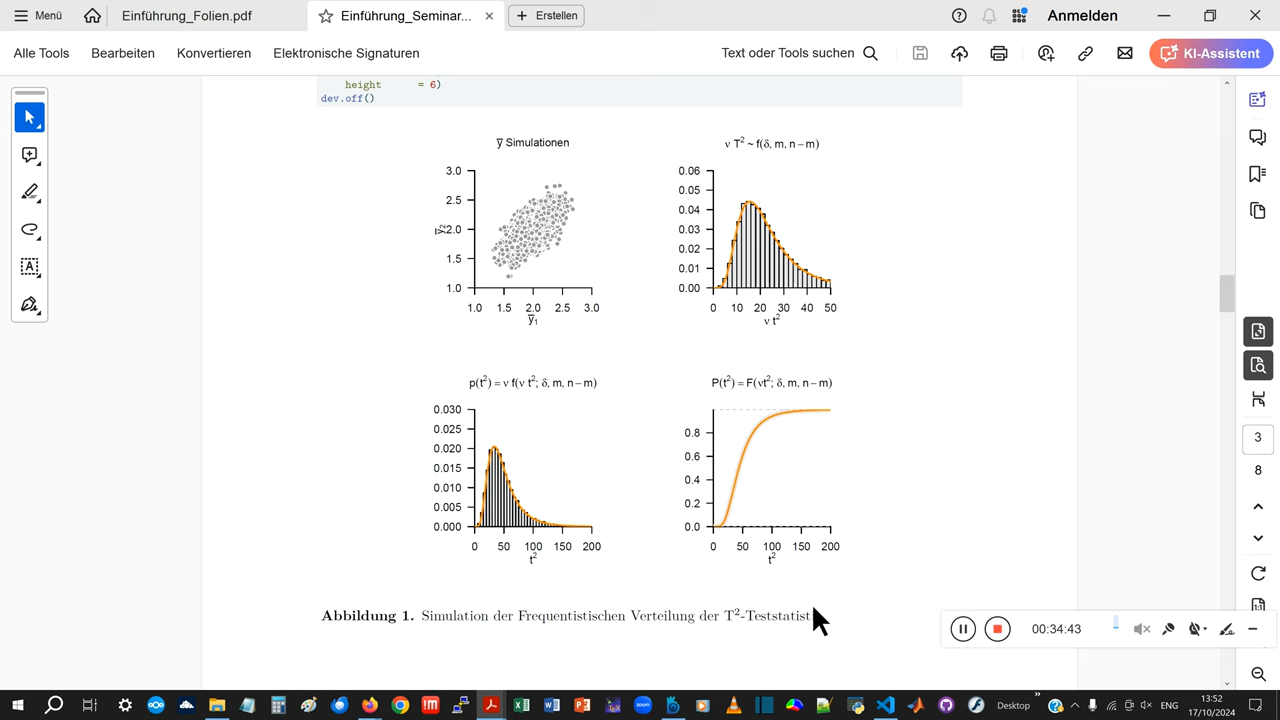 Menü
Einführung_Folien.pdf
Einführung_Seminar...
Erstellen
Anmelden
Alle Tools
Bearbeiten
Konvertieren
Elektronische Signaturen
Text oder Tools suchen
KI-Assistent
height = 6)
dev.off()
y̅ Simulationen
3.0
2.5
2.0
1.5
1.0
y̅₂
1.0 1.5 2.0 2.5 3.0
y̅₁
ν T² ~ f(δ, m, n − m)
0.06
0.05
0.04
0.03
0.02
0.01
0.00
0 10 20 30 40 50
ν t²
p(t²) = ν f(ν t²; δ, m, n − m)
0.030
0.025
0.020
0.015
0.010
0.005
0.000
0 50 100 150 200
t²
P(t²) = F(νt²; δ, m, n − m)
0.8
0.6
0.4
0.2
0.0
0 50 100 150 200
t²
Abbildung 1. Simulation der Frequentistischen Verteilung der T²-Teststatist
3
8
1:1
00:34:43
Desktop
ENG
13:52
17/10/2024